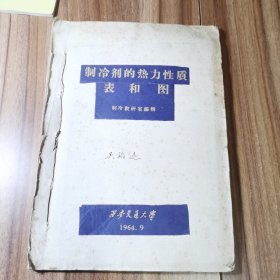 制冷剂的热力性质
表和图
制冷教研室编辑
西安交通大学
1964.9